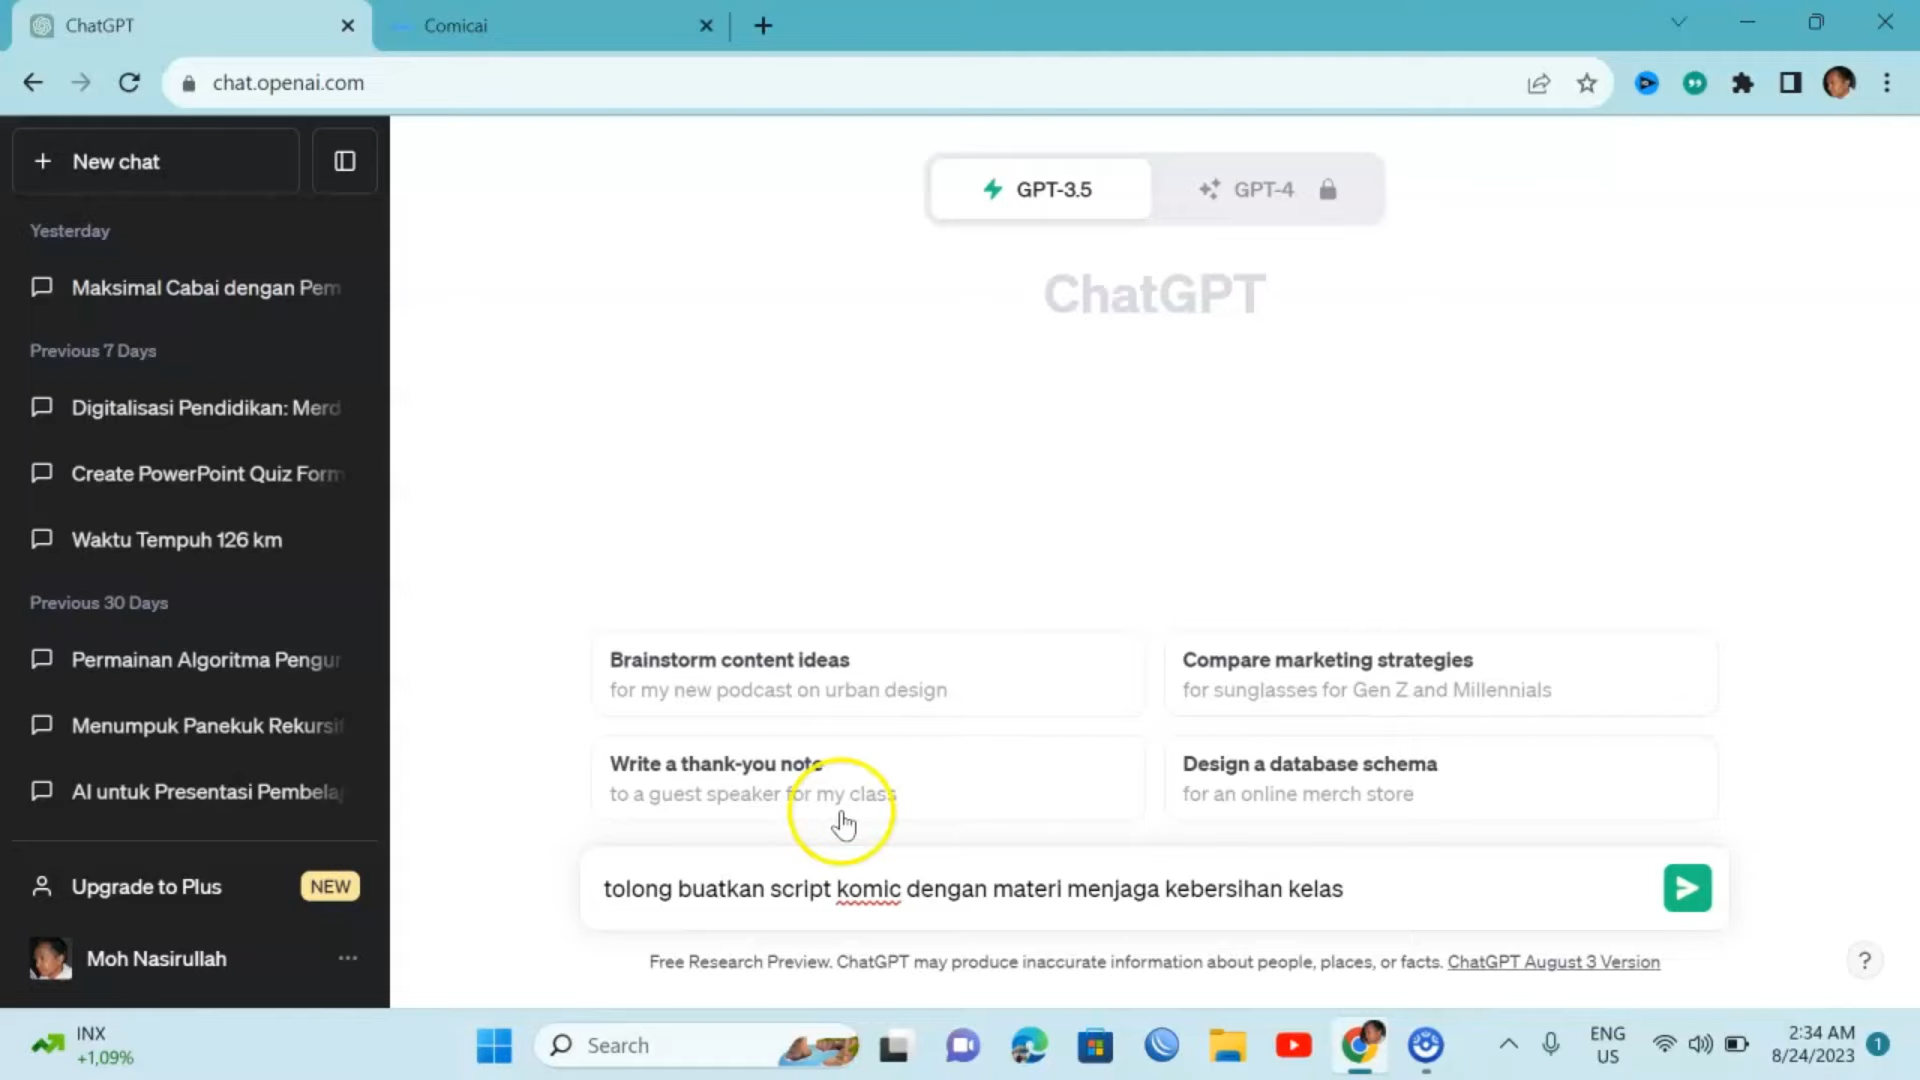 ChatGPT
Comicai
chat.openai.com
New chat
GPT-3.5
GPT-4
Yesterday
Maksimal Cabai dengan Pem
ChatGPT
Previous 7 Days
Digitalisasi Pendidikan: Merd
Create PowerPoint Quiz Form
Waktu Tempuh 126 km
Previous 30 Days
Permainan Algoritma Pengur
Menumpuk Panekuk Rekursif
AI untuk Presentasi Pembelaj
Brainstorm content ideas
for my new podcast on urban design
Compare marketing strategies
for sunglasses for Gen Z and Millennials
Write a thank-you note
to a guest speaker for my class
Design a database schema
for an online merch store
Upgrade to Plus
NEW
tolong buatkan script komic dengan materi menjaga kebersihan kelas
Moh Nasirullah
Free Research Preview. ChatGPT may produce inaccurate information about people, places, or facts. ChatGPT August 3 Version
?
INX
+1,09%
Search
ENG
US
2:34 AM
8/24/2023
1